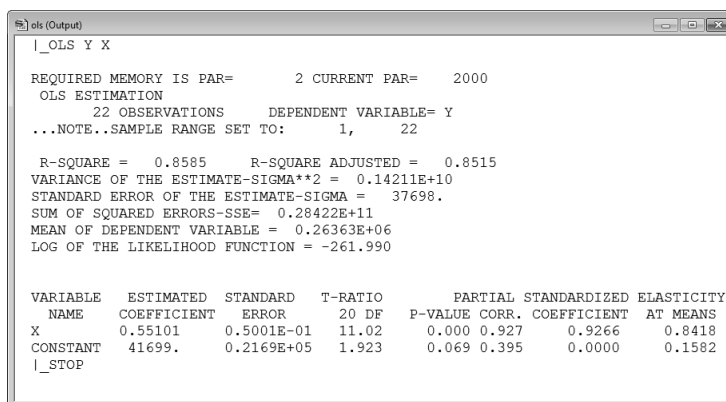 ols (Output)
|_OLS Y X
REQUIRED MEMORY IS PAR= 2 CURRENT PAR= 2000
OLS ESTIMATION
22 OBSERVATIONS DEPENDENT VARIABLE= Y
...NOTE..SAMPLE RANGE SET TO: 1, 22
R-SQUARE = 0.8585 R-SQUARE ADJUSTED = 0.8515
VARIANCE OF THE ESTIMATE-SIGMA**2 = 0.14211E+10
STANDARD ERROR OF THE ESTIMATE-SIGMA = 37698.
SUM OF SQUARED ERRORS-SSE= 0.28422E+11
MEAN OF DEPENDENT VARIABLE = 0.26363E+06
LOG OF THE LIKELIHOOD FUNCTION = -261.990
VARIABLE ESTIMATED STANDARD T-RATIO PARTIAL STANDARDIZED ELASTICITY
NAME COEFFICIENT ERROR 20 DF P-VALUE CORR. COEFFICIENT AT MEANS
X 0.55101 0.5001E-01 11.02 0.000 0.927 0.9266 0.8418
CONSTANT 41699. 0.2169E+05 1.923 0.069 0.395 0.0000 0.1582
|_STOP